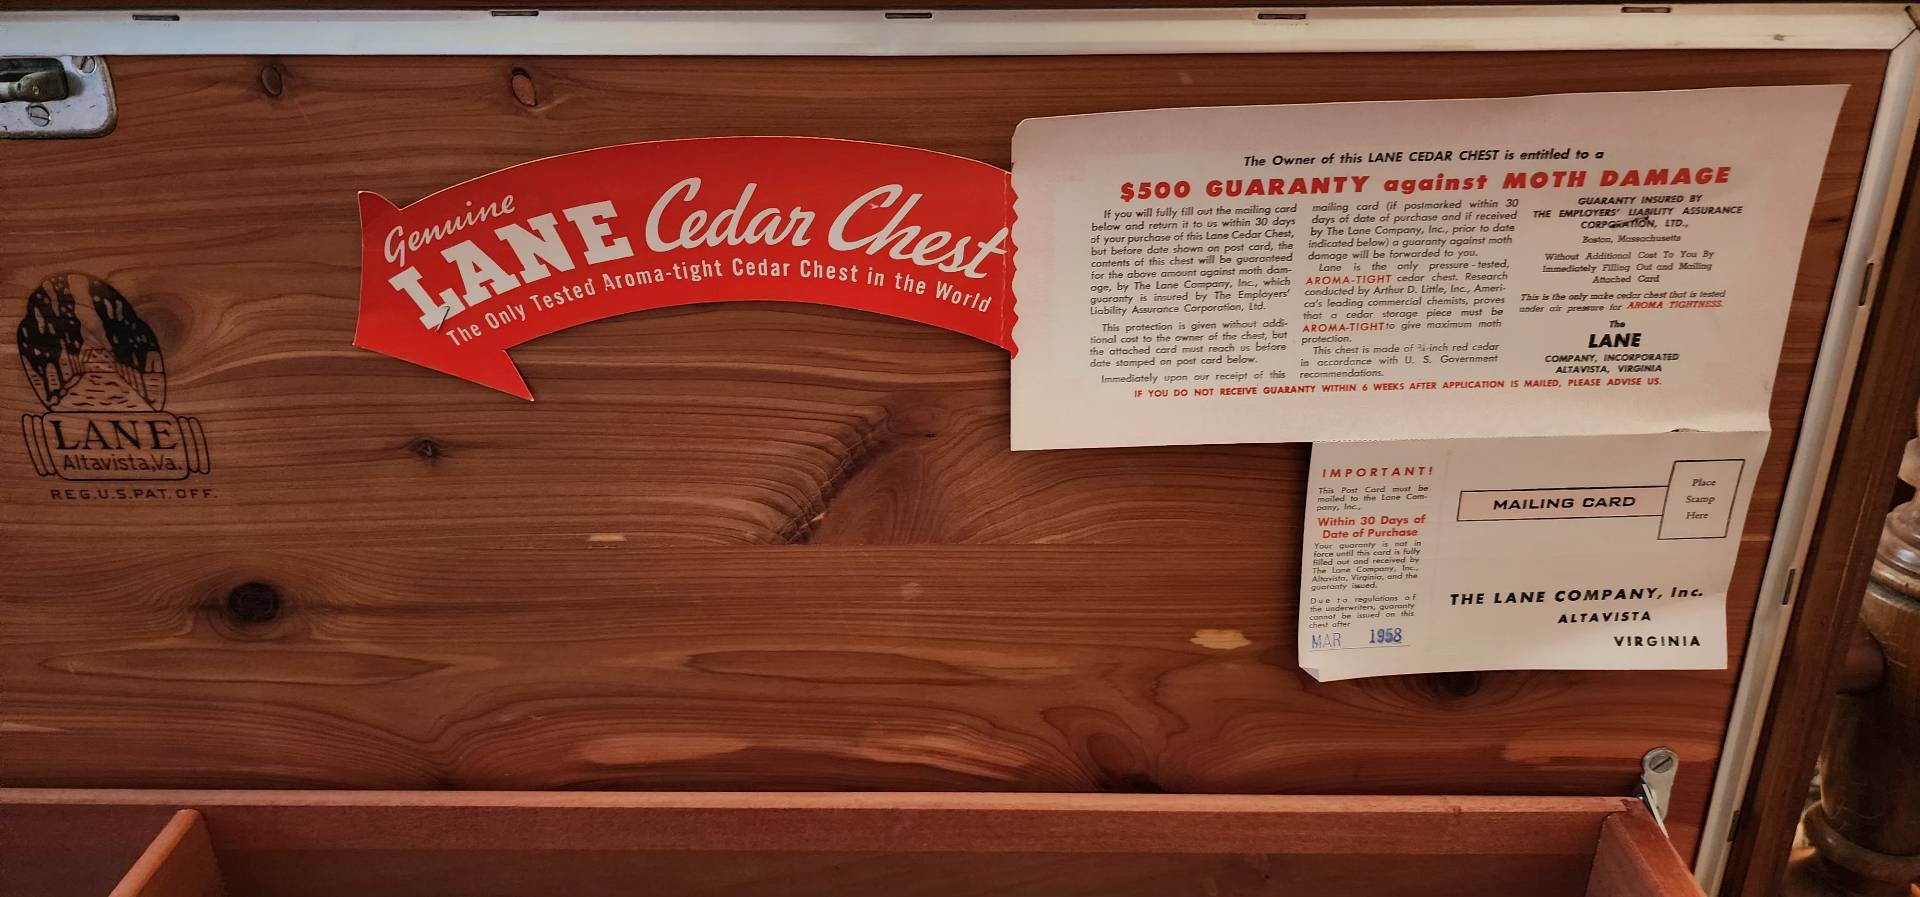 Genuine
LANE Cedar Chest
The Only Tested Aroma-tight Cedar Chest in the World
LANE
Altavista, Va.
REG. U.S. PAT. OFF.
The Owner of this LANE CEDAR CHEST is entitled to a
$500 GUARANTY against MOTH DAMAGE
If you will fully fill out the mailing card
below and return it to us within 30 days
of your purchase of this Lane Cedar Chest,
but before date shown on post card, the
contents of this chest will be guaranteed
for the above amount against moth dam-
age, by The Lane Company, Inc., which
guaranty is insured by The Employers'
Liability Assurance Corporation, Ltd.
This protection is given without addi-
tional cost to the owner of the chest, but
the attached card must reach us before
date stamped on post card below.
Immediately upon our receipt of this
mailing card (if postmarked within 30
days of date of purchase and if received
by The Lane Company, Inc., prior to date
indicated below) a guaranty against moth
damage will be forwarded to you.
Lane is the only pressure-tested,
AROMA-TIGHT cedar chest. Research
conducted by Arthur D. Little, Inc., Ameri-
ca's leading commercial chemists, proves
that a cedar storage piece must be
AROMA-TIGHT to give maximum moth
protection.
This chest is made of ¾-inch red cedar
in accordance with U. S. Government
recommendations.
GUARANTY INSURED BY
THE EMPLOYERS' LIABILITY ASSURANCE
CORPORATION, LTD.,
Boston, Massachusetts
Without Additional Cost To You By
Immediately Filling Out and Mailing
Attached Card
This is the only make cedar chest that is tested
under air pressure for AROMA TIGHTNESS.
The
LANE
COMPANY, INCORPORATED
ALTAVISTA, VIRGINIA
IF YOU DO NOT RECEIVE GUARANTY WITHIN 6 WEEKS AFTER APPLICATION IS MAILED, PLEASE ADVISE US.
IMPORTANT!
This Post Card must be
mailed to the Lane Com-
pany, Inc.,
Within 30 Days of
Date of Purchase
Your guaranty is not in
force until this card is fully
filled out and received by
The Lane Company, Inc.,
Altavista, Virginia, and the
guaranty issued.
Due to regulations of
the underwriters, guaranty
cannot be issued on this
chest after
MAR 1958
MAILING CARD
Place
Stamp
Here
THE LANE COMPANY, Inc.
ALTAVISTA
VIRGINIA